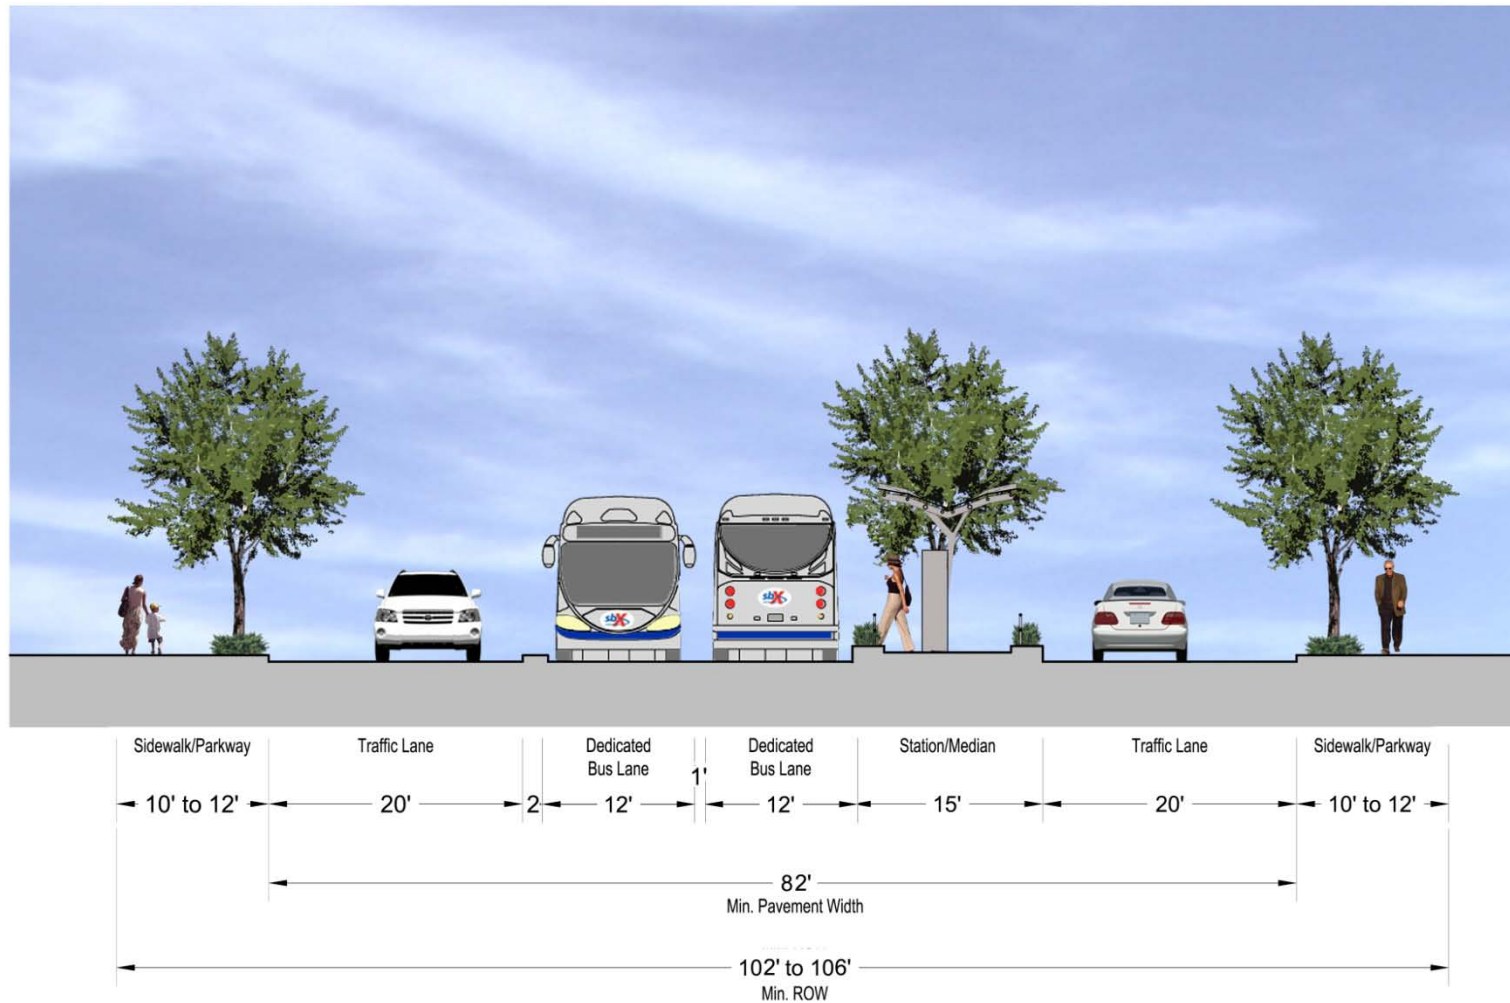 sbX
sbX
Sidewalk/Parkway
Traffic Lane
Dedicated
Bus Lane
1'
Dedicated
Bus Lane
Station/Median
Traffic Lane
Sidewalk/Parkway
10' to 12'
20'
2
12'
12'
15'
20'
10' to 12'
82'
Min. Pavement Width
102' to 106'
Min. ROW